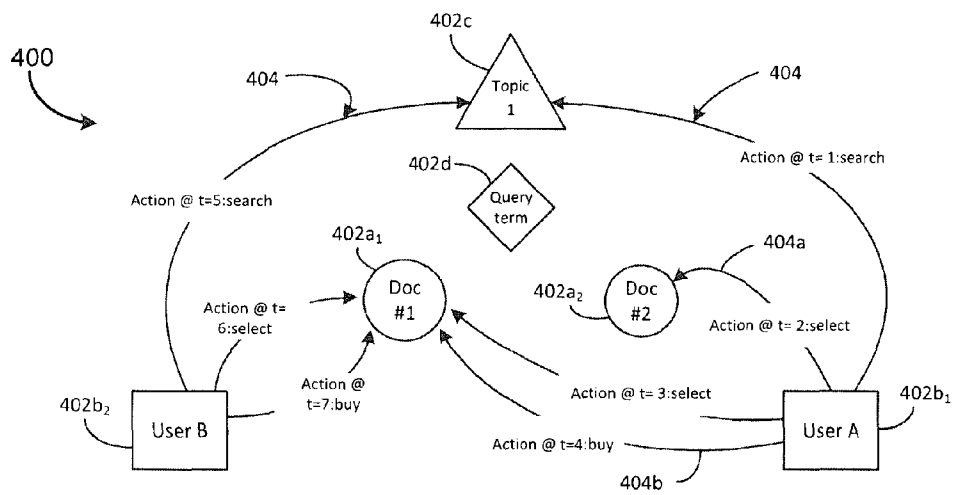 402c
400
404
404
Topic
1
402d
Action @ t= 1:search
Action @ t=5:search
Query
term
402a₁
404a
Doc
#1
402a₂
Doc
#2
Action @ t=
6:select
Action @ t= 2:select
Action @
t=7:buy
Action @ t= 3:select
402b₂
User B
User A
402b₁
Action @ t=4:buy
404b